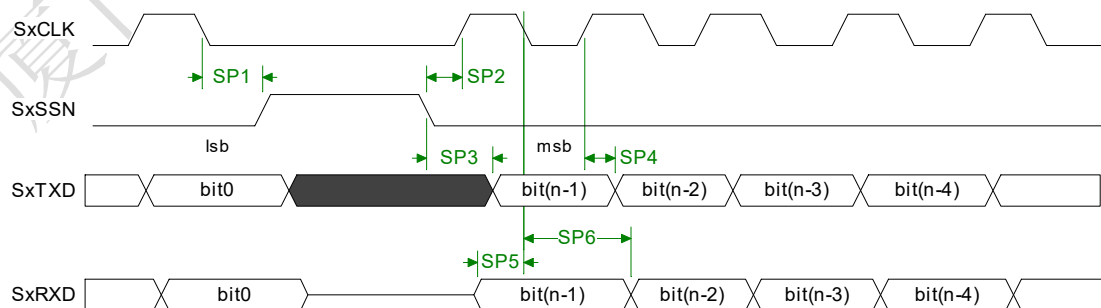 SxCLK
SP1 SP2
SxSSN
lsb msb
SP3 SP4
SxTXD bit0 bit(n-1) bit(n-2) bit(n-3) bit(n-4)
SP6
SP5
SxRXD bit0 bit(n-1) bit(n-2) bit(n-3) bit(n-4)